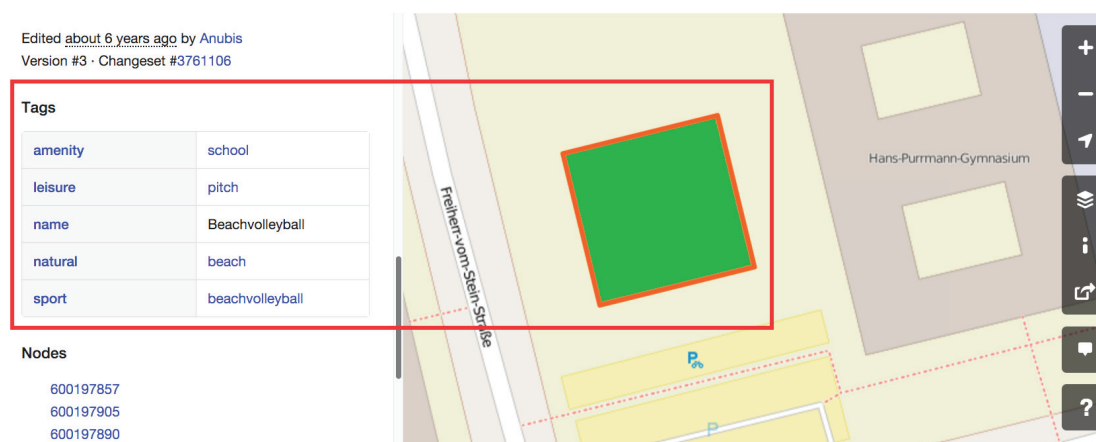 Edited about 6 years ago by Anubis
Version #3 · Changeset #3761106
Tags
amenity school
leisure pitch
name Beachvolleyball
natural beach
sport beachvolleyball
Nodes
600197857
600197905
600197890
Freiherr-vom-Stein-Straße
Hans-Purrmann-Gymnasium
P
P
+
−
i
?